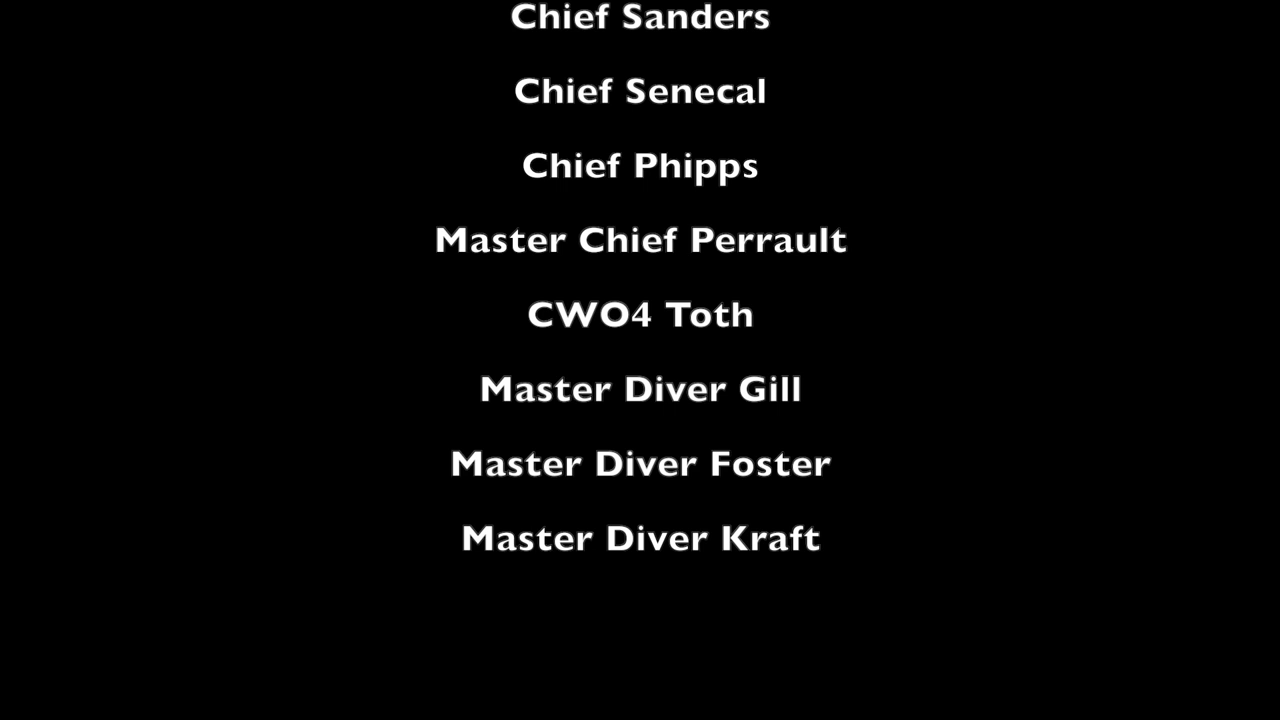 Chief Sanders
Chief Senecal
Chief Phipps
Master Chief Perrault
CWO4 Toth
Master Diver Gill
Master Diver Foster
Master Diver Kraft